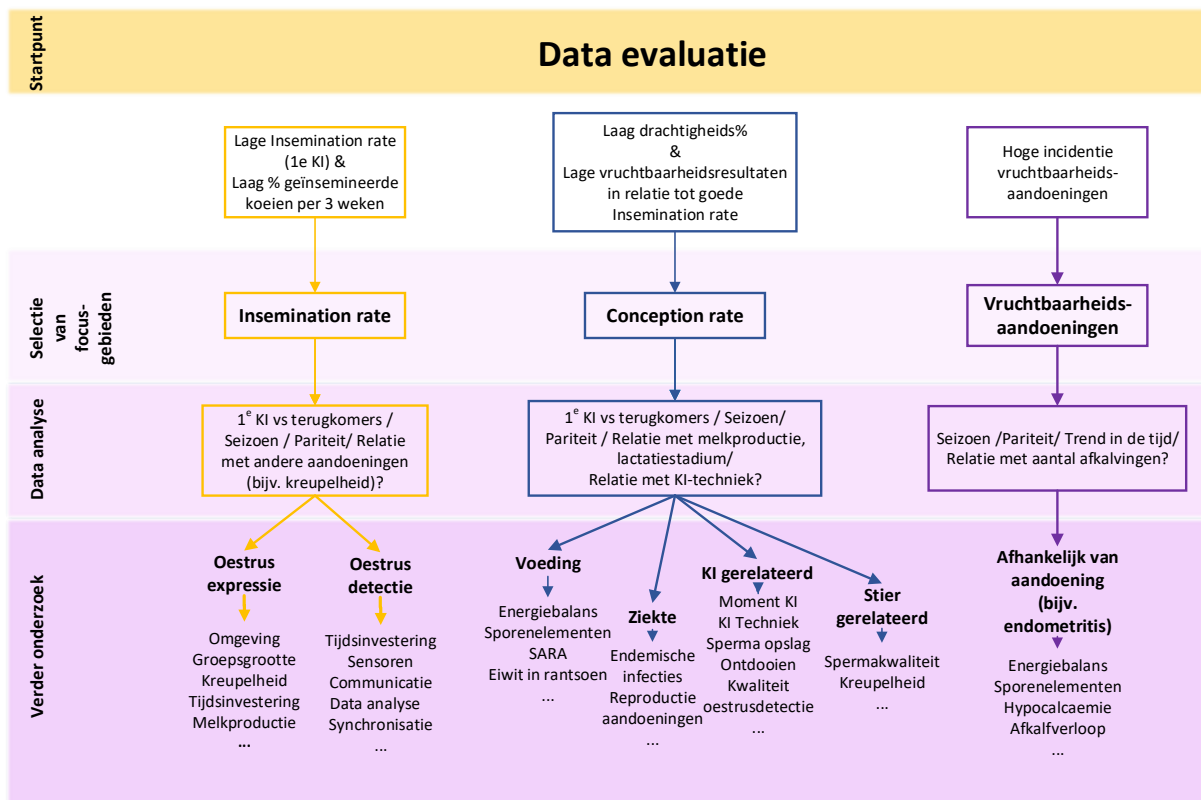 Startpunt
Data evaluatie
Lage Insemination rate
(1e KI) &
Laag % geïnsemineerde
koeien per 3 weken
Laag drachtigheids%
&
Lage vruchtbaarheidsresultaten
in relatie tot goede
Insemination rate
Hoge incidentie
vruchtbaarheids-
aandoeningen
Selectie
van
focus-
gebieden
Insemination rate
Conception rate
Vruchtbaarheids-
aandoeningen
Data analyse
1e KI vs terugkomers /
Seizoen / Pariteit/ Relatie
met andere aandoeningen
(bijv. kreupelheid)?
1e KI vs terugkomers / Seizoen/
Pariteit / Relatie met melkproductie,
lactatiestadium/
Relatie met KI-techniek?
Seizoen /Pariteit/ Trend in de tijd/
Relatie met aantal afkalvingen?
Verder onderzoek
Oestrus
expressie
Omgeving
Groepsgrootte
Kreupelheid
Tijdsinvestering
Melkproductie
...
Oestrus
detectie
Tijdsinvestering
Sensoren
Communicatie
Data analyse
Synchronisatie
...
Voeding
Energiebalans
Sporenelementen
SARA
Eiwit in rantsoen
...
Ziekte
Endemische
infecties
Reproductie
aandoeningen
...
KI gerelateerd
Moment KI
KI Techniek
Sperma opslag
Ontdooien
Kwaliteit
oestrusdetectie
...
Stier
gerelateerd
Spermakwaliteit
Kreupelheid
...
Afhankelijk van
aandoening
(bijv.
endometritis)
Energiebalans
Sporenelementen
Hypocalcaemie
Afkalfverloop
...